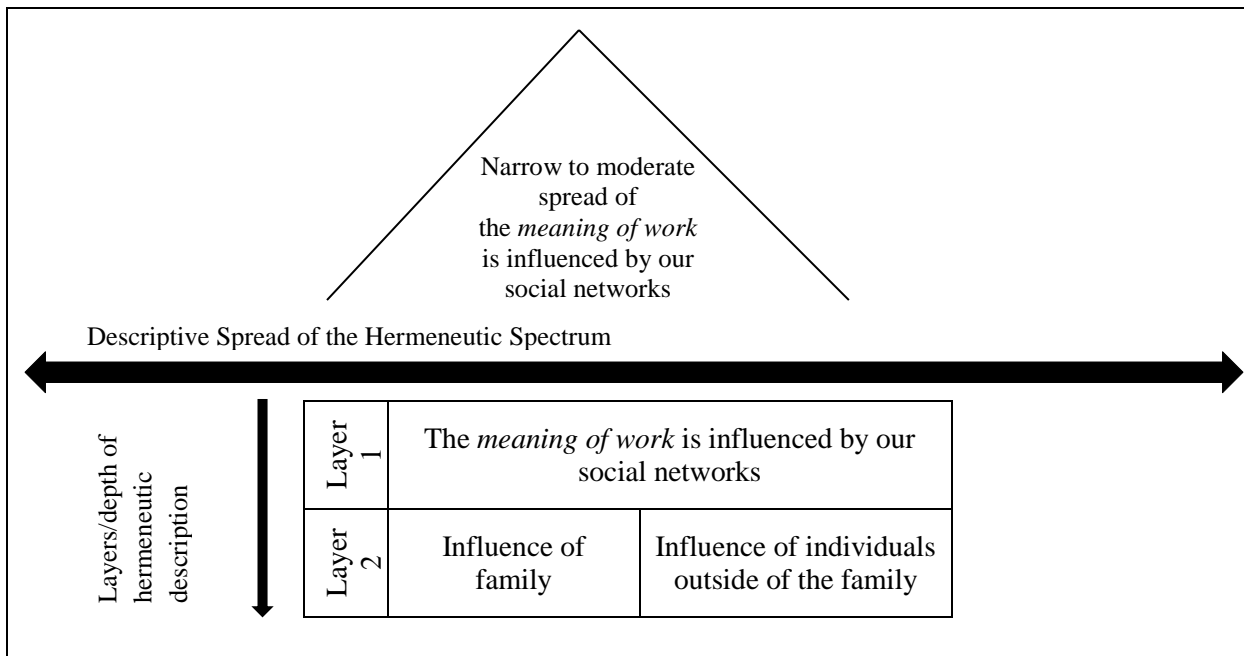 Narrow to moderate
spread of
the meaning of work
is influenced by our
social networks
Descriptive Spread of the Hermeneutic Spectrum
Layers/depth of
hermeneutic
description
Layer
1
The meaning of work is influenced by our
social networks
Layer
2
Influence of
family
Influence of individuals
outside of the family